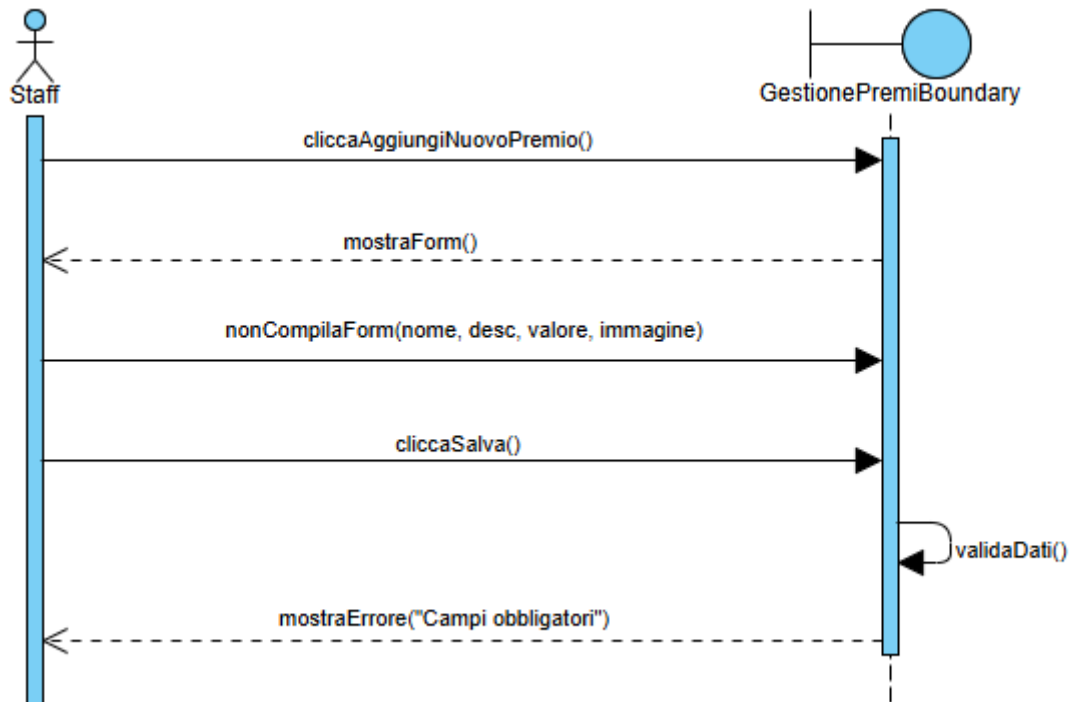 Staff
GestionePremiBoundary
cliccaAggiungiNuovoPremio()
mostraForm()
nonCompilaForm(nome, desc, valore, immagine)
cliccaSalva()
validaDati()
mostraErrore("Campi obbligatori")